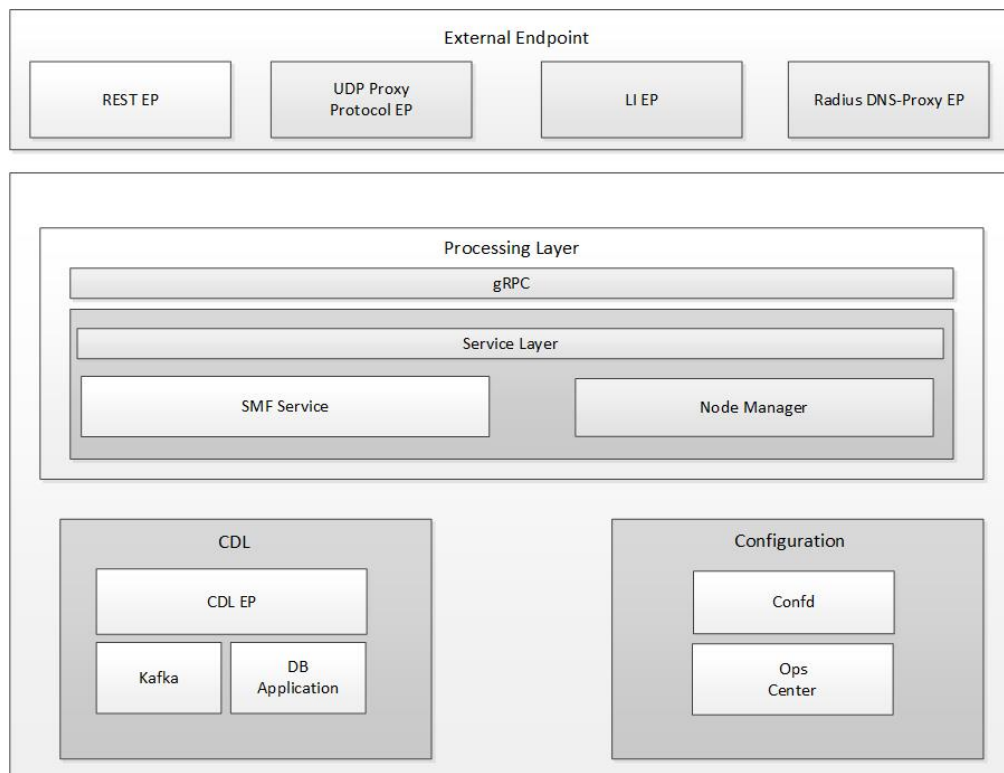 External Endpoint
REST EP
UDP Proxy
Protocol EP
LI EP
Radius DNS-Proxy EP
Processing Layer
gRPC
Service Layer
SMF Service
Node Manager
CDL
CDL EP
Kafka
DB
Application
Configuration
Confd
Ops
Center